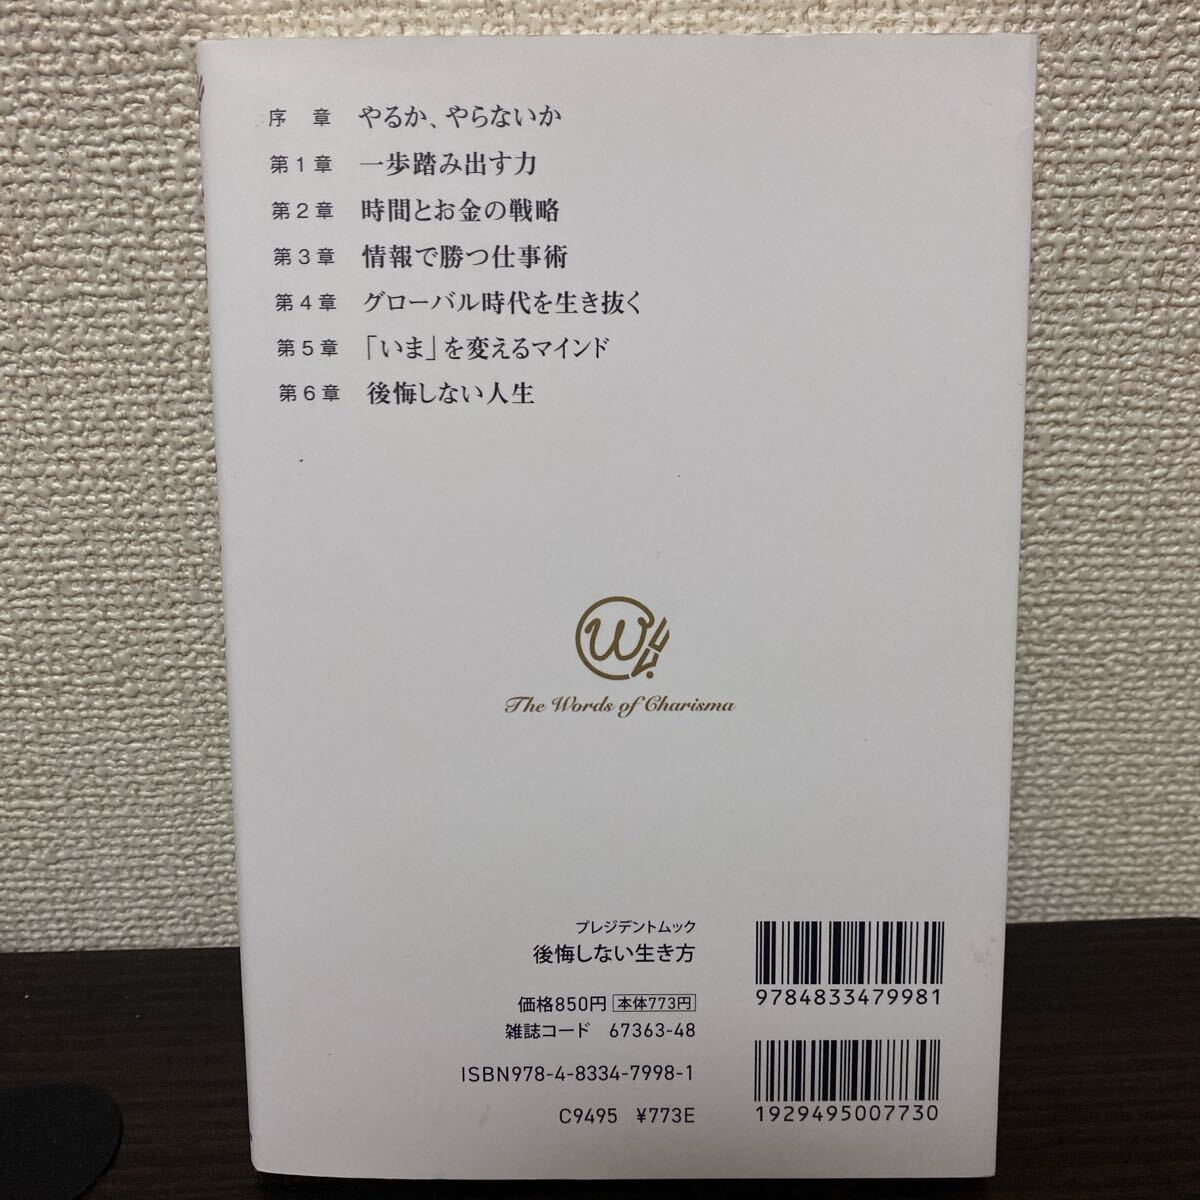 序章 やるか、やらないか
第1章 一歩踏み出す力
第2章 時間とお金の戦略
第3章 情報で勝つ仕事術
第4章 グローバル時代を生き抜く
第5章 「いま」を変えるマインド
第6章 後悔しない人生
W
The Words of Charisma
プレジデントムック
後悔しない生き方
価格850円 本体773円
雑誌コード 67363-48
ISBN978-4-8334-7998-1
C9495 ¥773E
9784833479981
1929495007730